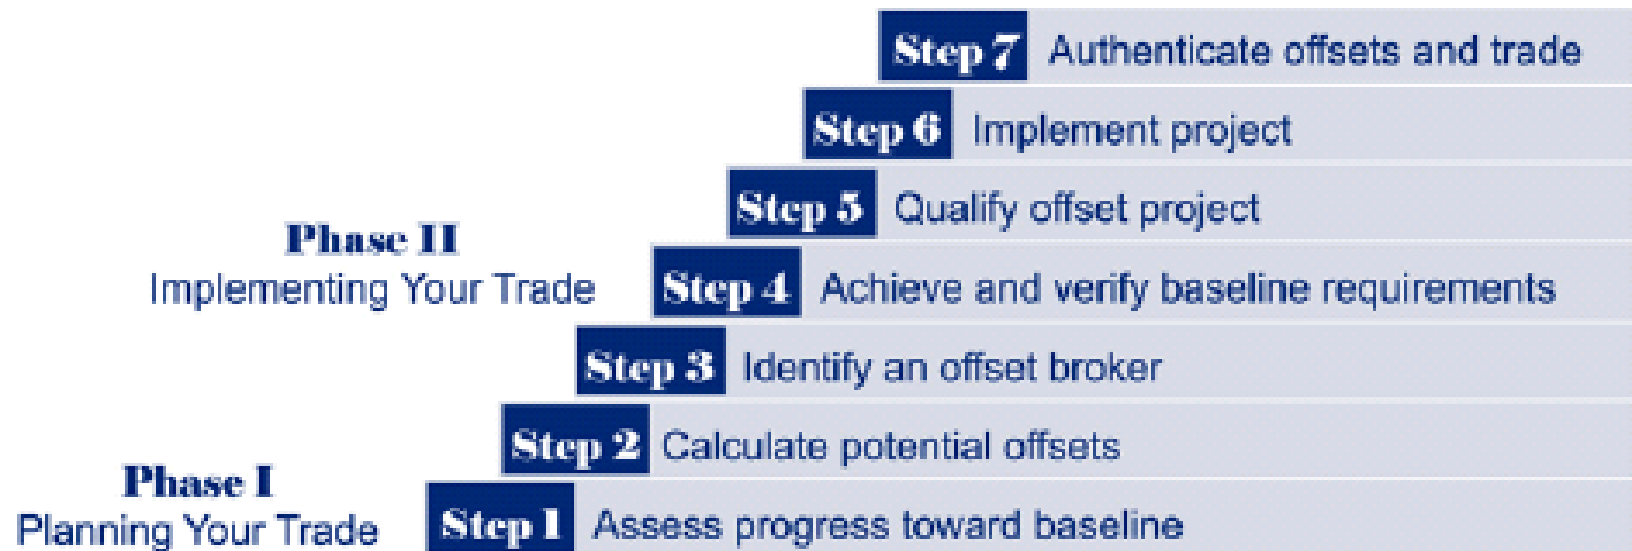 Step 7 Authenticate offsets and trade
Step 6 Implement project
Step 5 Qualify offset project
Phase II
Implementing Your Trade
Step 4 Achieve and verify baseline requirements
Step 3 Identify an offset broker
Step 2 Calculate potential offsets
Phase I
Planning Your Trade
Step 1 Assess progress toward baseline